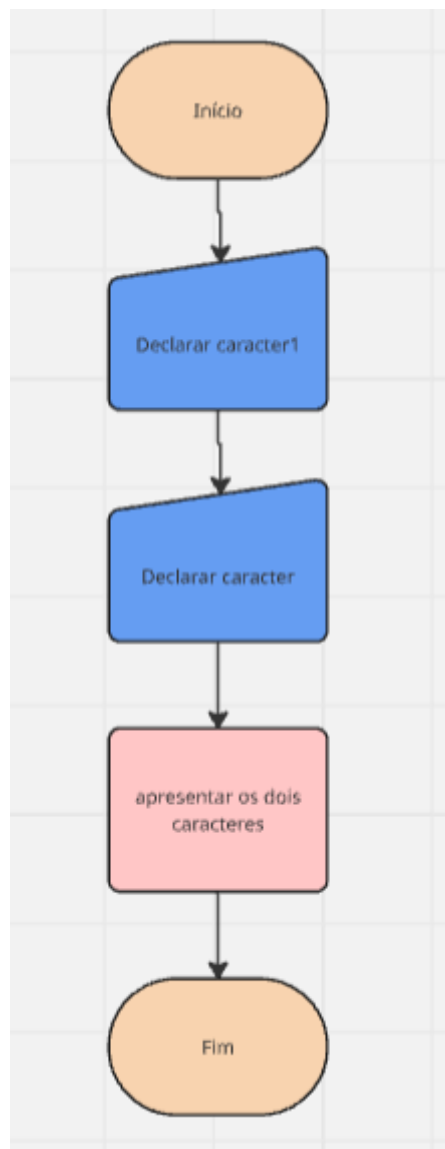 Início
Declarar caracter1
Declarar caracter
apresentar os dois
caracteres
Fim